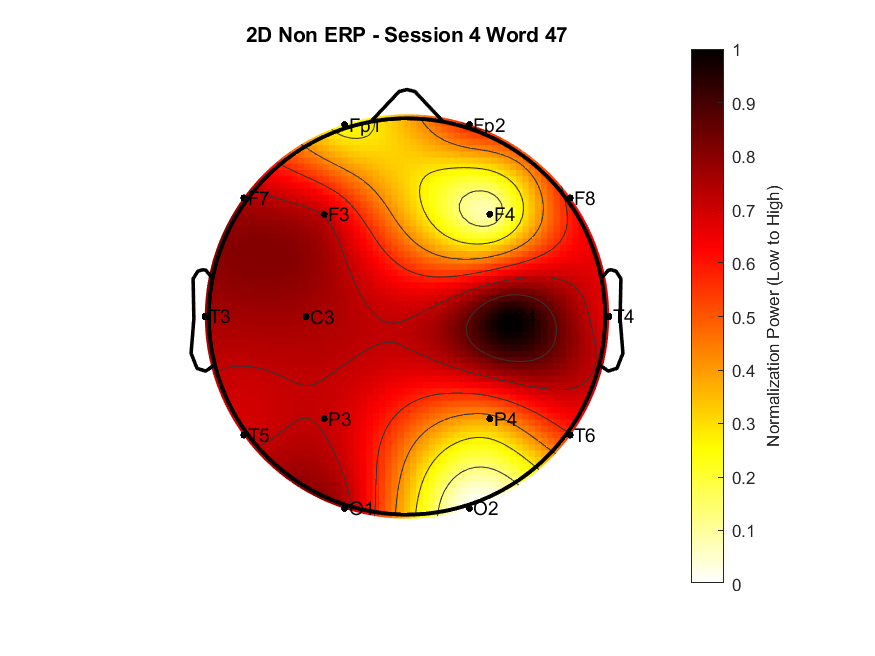 2D Non ERP - Session 4 Word 47
Fp1
Fp2
F7
F3
F4
F8
T3
C3
T4
T5
P3
P4
T6
O1
O2
1
0.9
0.8
0.7
0.6
0.5
0.4
0.3
0.2
0.1
0
Normalization Power (Low to High)